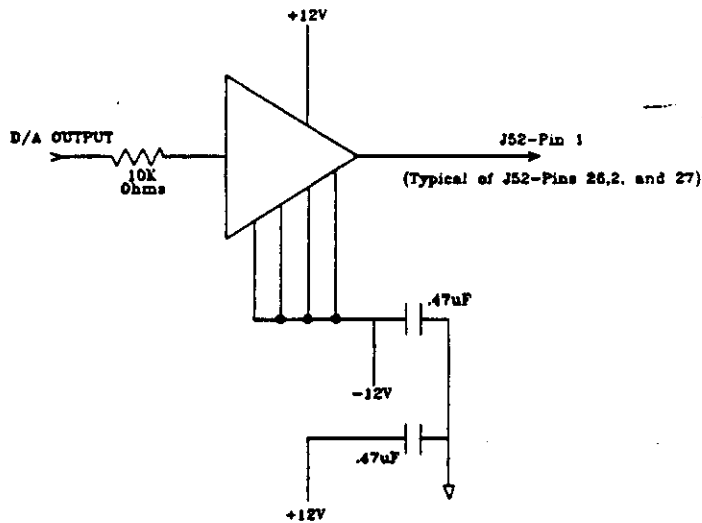 +12V
D/A OUTPUT
10K
Ohms
J52-Pin 1
(Typical of J52-Pins 26,2, and 27)
.47uF
-12V
.47uF
+12V